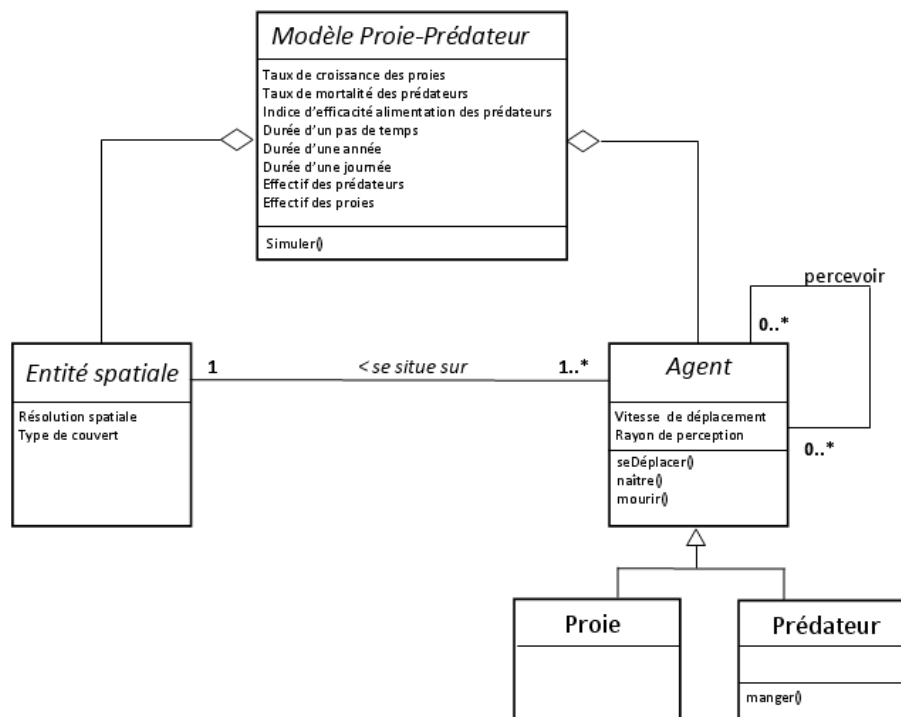 Modèle Proie-Prédateur
Taux de croissance des proies
Taux de mortalité des prédateurs
Indice d'efficacité alimentation des prédateurs
Durée d'un pas de temps
Durée d'une année
Durée d'une journée
Effectif des prédateurs
Effectif des proies
Simuler()
percevoir
0..*
Entité spatiale
1
< se situe sur
1..*
Agent
Résolution spatiale
Type de couvert
Vitesse de déplacement
Rayon de perception
0..*
seDéplacer()
naitre()
mourir()
Proie
Prédateur
manger()